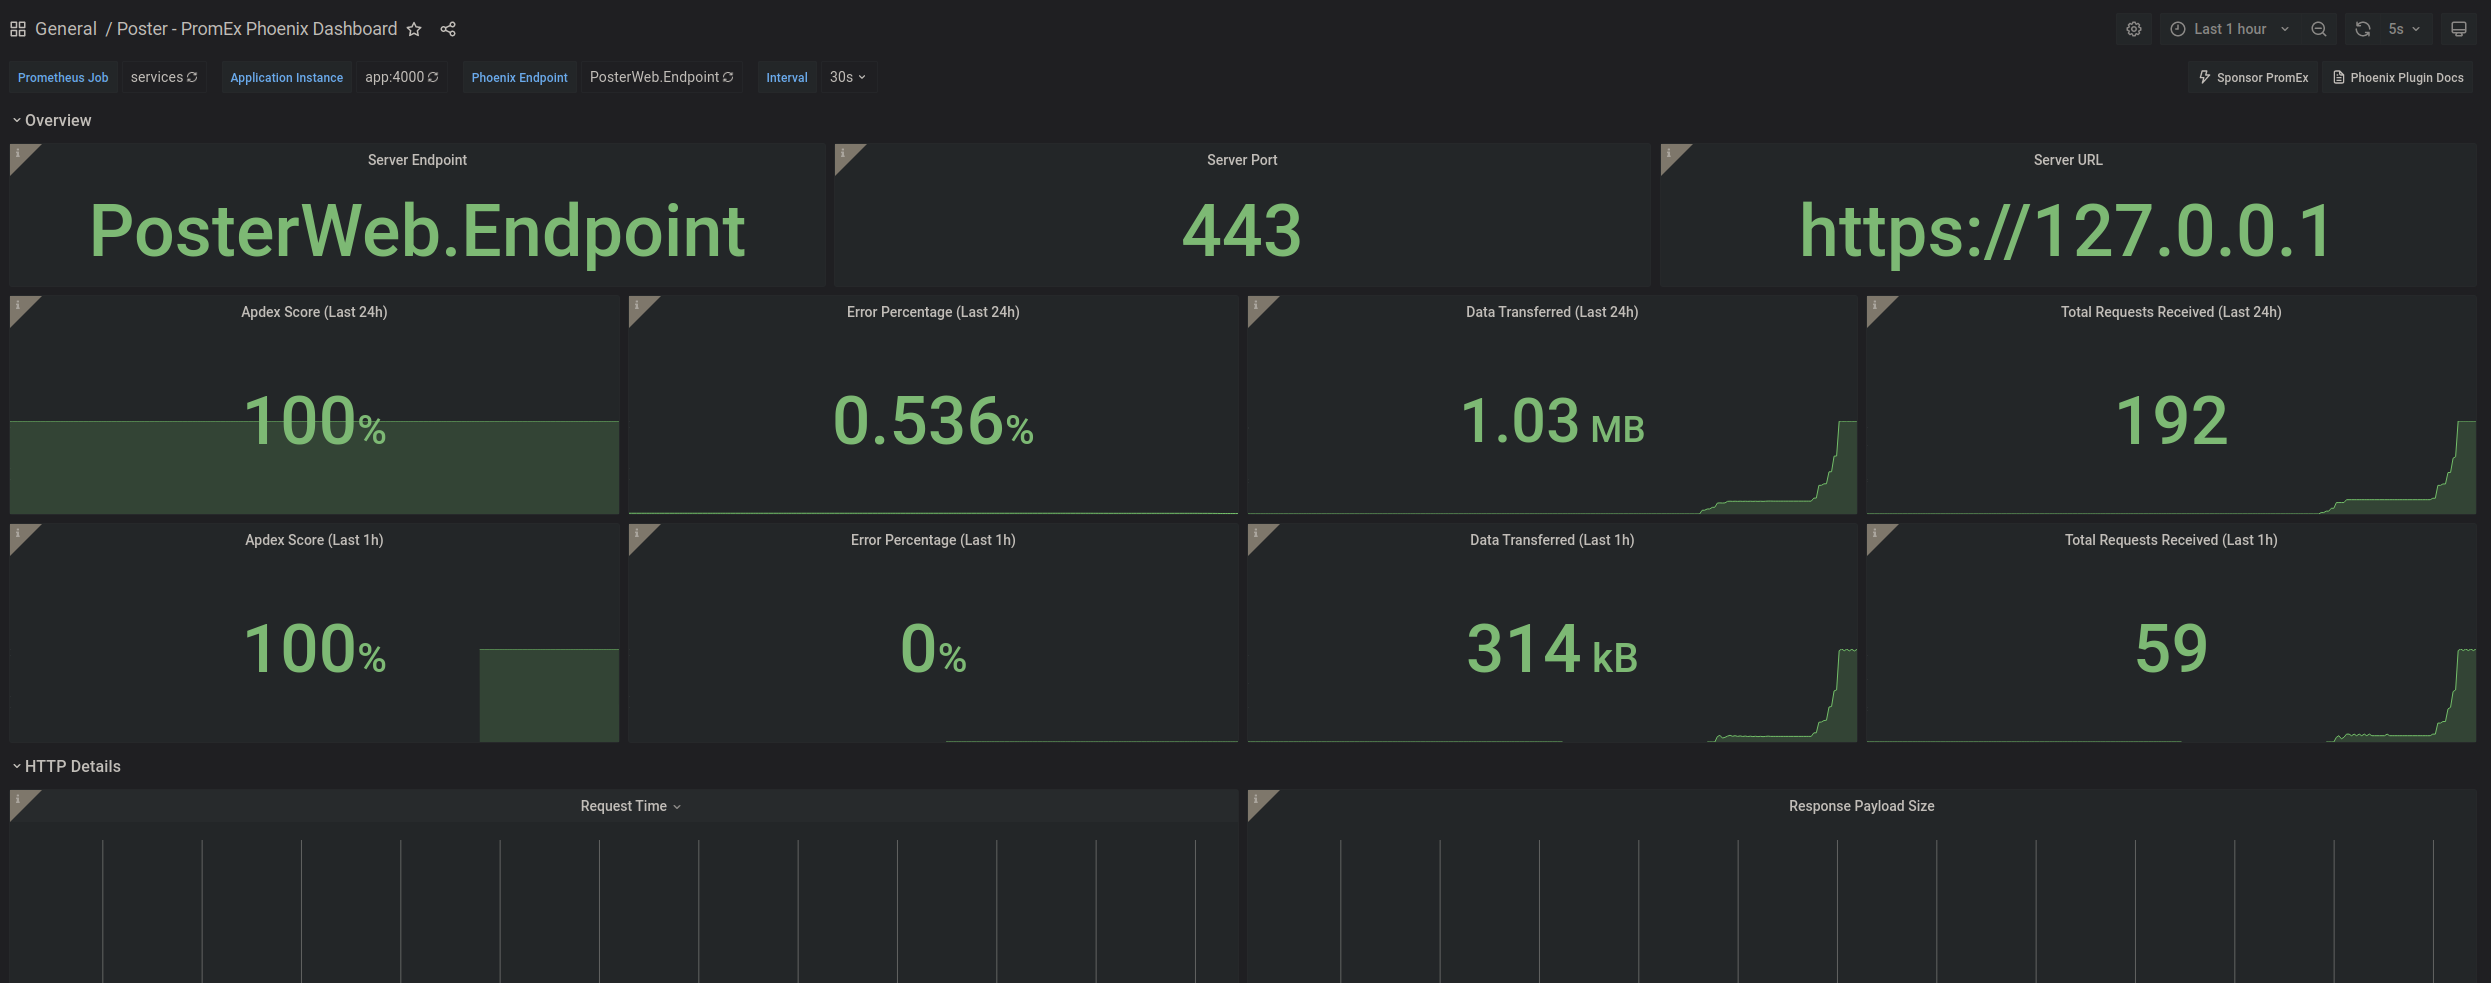 General / Poster - PromEx Phoenix Dashboard
Last 1 hour
5s
Prometheus Job services Application Instance app:4000 Phoenix Endpoint PosterWeb.Endpoint Interval 30s
Sponsor PromEx Phoenix Plugin Docs
Overview
Server Endpoint
PosterWeb.Endpoint
Server Port
443
Server URL
https://127.0.0.1
Apdex Score (Last 24h)
100%
Error Percentage (Last 24h)
0.536%
Data Transferred (Last 24h)
1.03 MB
Total Requests Received (Last 24h)
192
Apdex Score (Last 1h)
100%
Error Percentage (Last 1h)
0%
Data Transferred (Last 1h)
314 kB
Total Requests Received (Last 1h)
59
HTTP Details
Request Time
Response Payload Size